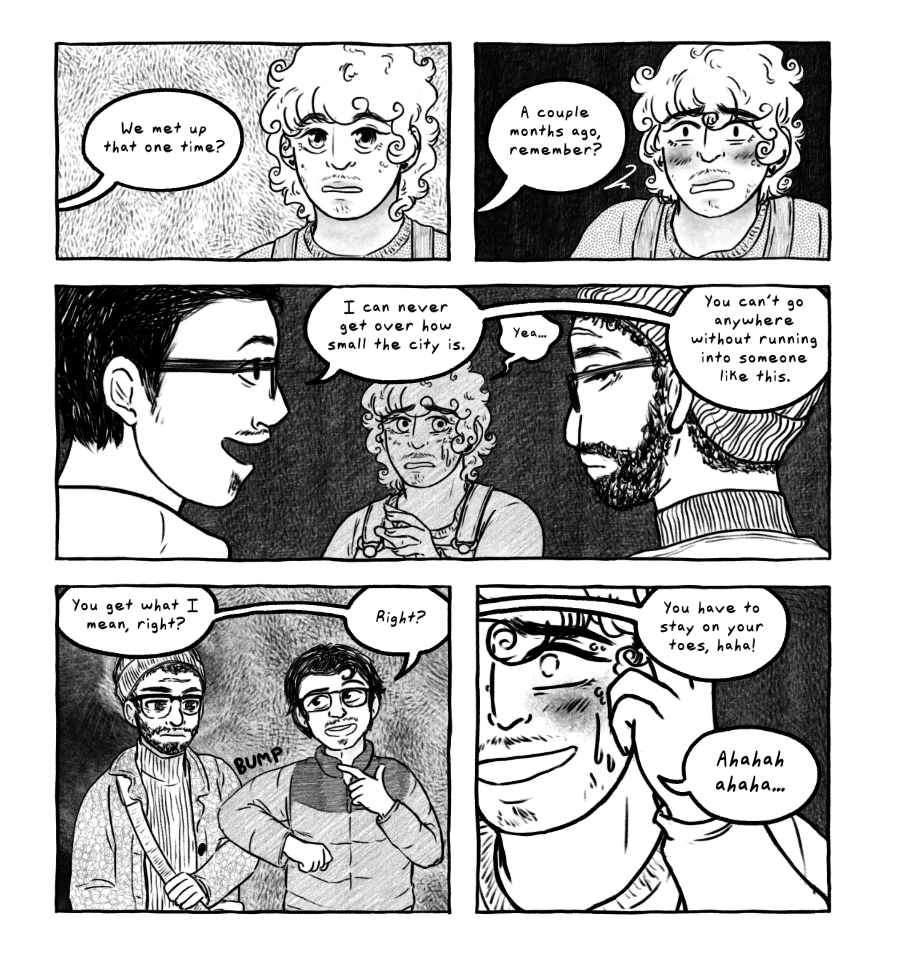 We met up
that one time?
A couple
months ago,
remember?
I can never
get over how
small the city is.
Yea...
You can't go
anywhere
without running
into someone
like this.
You get what I
mean, right?
Right?
BUMP
You have to
stay on your
toes, haha!
Ahahah
ahaha...